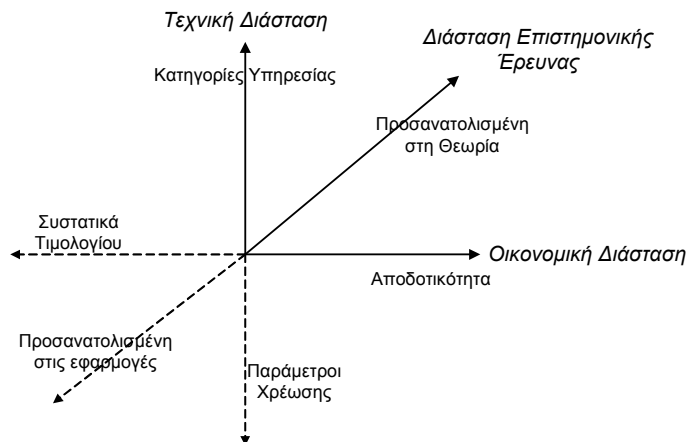 Τεχνική Διάσταση
Διάσταση Επιστημονικής
Έρευνας
Κατηγορίες Υπηρεσίας
Προσανατολισμένη
στη Θεωρία
Συστατικά
Τιμολογίου
Οικονομική Διάσταση
Αποδοτικότητα
Προσανατολισμένη
στις εφαρμογές
Παράμετροι
Χρέωσης